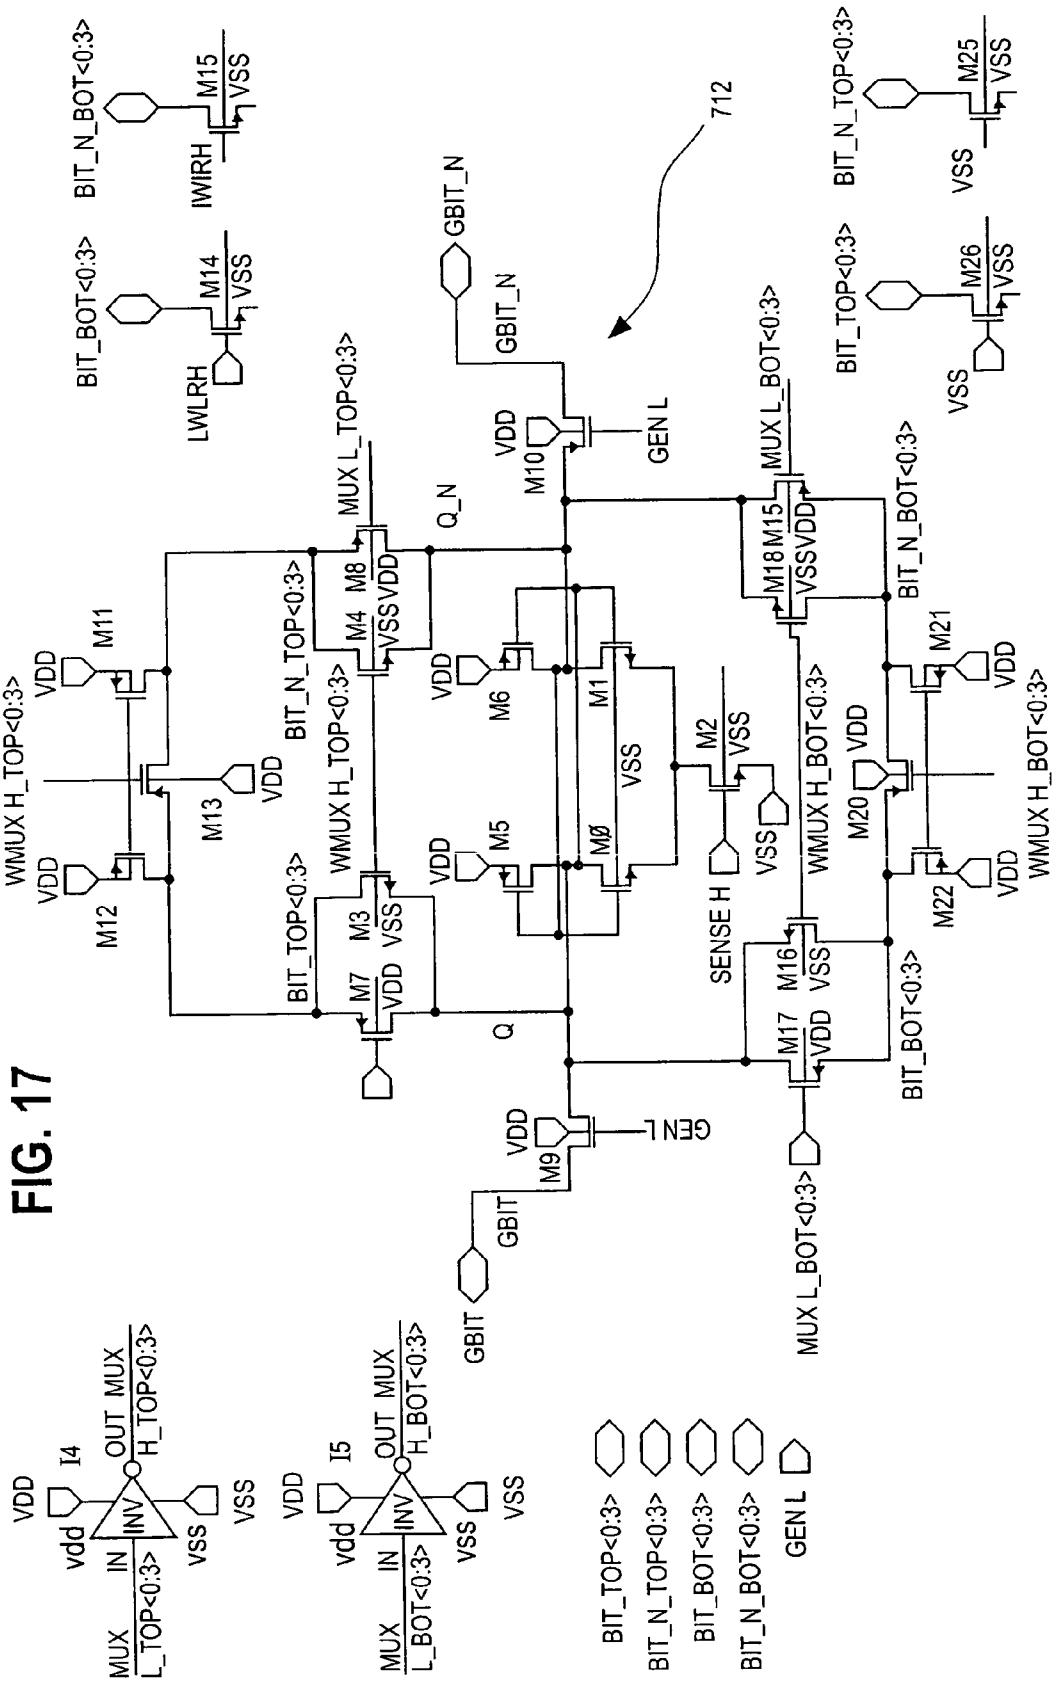 FIG. 17
VDD
vdd
I4
MUX
IN
INV
OUT MUX
L_TOP<0:3>
H_TOP<0:3>
VSS
VSS
VDD
vdd
I5
MUX
IN
INV
OUT MUX
L_BOT<0:3>
H_BOT<0:3>
VSS
VSS
BIT_TOP<0:3>
BIT_N_TOP<0:3>
BIT_BOT<0:3>
BIT_N_BOT<0:3>
GEN L
WMUX H_TOP<0:3>
VDD
M12
VDD
M11
M13
VDD
BIT_TOP<0:3>
M7
VDD
M3
VSS
WMUX H_TOP<0:3>
BIT_N_TOP<0:3>
M4
VSS
M8
VDD
MUX L_TOP<0:3>
Q
Q_N
GBIT
GBIT
M9
VDD
GEN L
VDD
M5
MØ
VDD
M6
M1
VSS
SENSE H
M2
VSS
VSS
M10
VDD
GEN L
GBIT_N
GBIT_N
712
MUX L_BOT<0:3>
M17
VDD
M16
VSS
WMUX H_BOT<0:3>
M18
VSS
M15
VDD
MUX L_BOT<0:3>
BIT_BOT<0:3>
BIT_N_BOT<0:3>
M22
VDD
M20
VDD
M21
VDD
WMUX H_BOT<0:3>
BIT_BOT<0:3>
LWLRH
M14
VSS
BIT_N_BOT<0:3>
IWIRH
M15
VSS
BIT_TOP<0:3>
VSS
M26
VSS
BIT_N_TOP<0:3>
VSS
M25
VSS